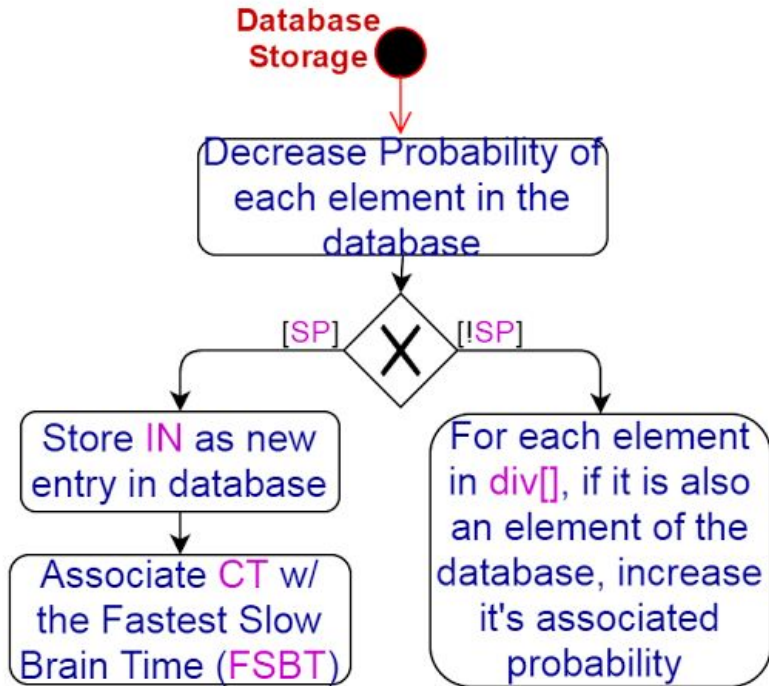 Database
Storage
Decrease Probability of
each element in the
database
[SP]
[!SP]
X
Store IN as new
entry in database
Associate CT w/
the Fastest Slow
Brain Time (FSBT)
For each element
in div[], if it is also
an element of the
database, increase
it's associated
probability